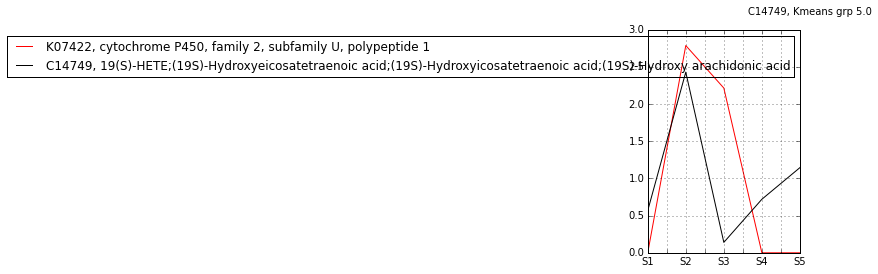 C14749, Kmeans grp 5.0
K07422, cytochrome P450, family 2, subfamily U, polypeptide 1
C14749, 19(S)-HETE;(19S)-Hydroxyeicosatetraenoic acid;(19S)-Hydroxyicosatetraenoic acid;(19S)-Hydroxy arachidonic acid
3.0
2.5
2.0
1.5
1.0
0.5
0.0
S1 S2 S3 S4 S5